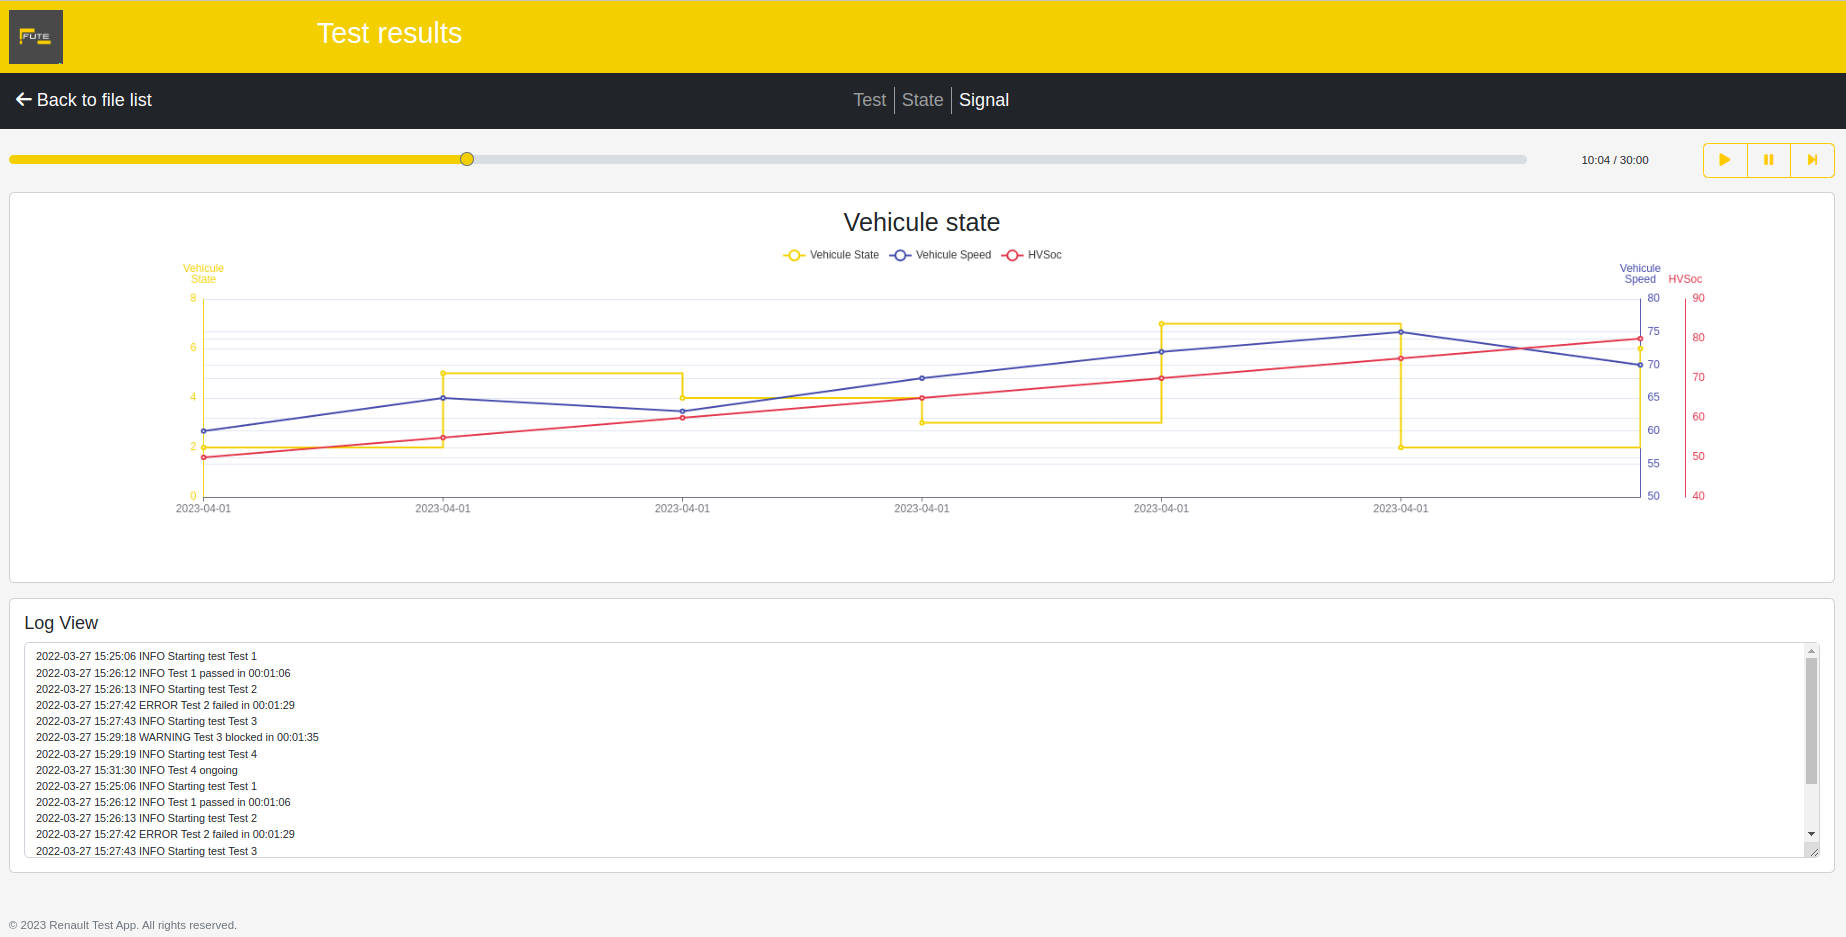 FUTE
Test results
Back to file list
Test
State
Signal
10:04 / 30:00
Vehicule state
Vehicule State
Vehicule Speed
HVSoc
Vehicule
State
Vehicule
Speed
HVSoc
8
6
4
2
0
80
75
70
65
60
55
50
90
80
70
60
50
40
2023-04-01
2023-04-01
2023-04-01
2023-04-01
2023-04-01
2023-04-01
Log View
2022-03-27 15:25:06 INFO Starting test Test 1
2022-03-27 15:26:12 INFO Test 1 passed in 00:01:06
2022-03-27 15:26:13 INFO Starting test Test 2
2022-03-27 15:27:42 ERROR Test 2 failed in 00:01:29
2022-03-27 15:27:43 INFO Starting test Test 3
2022-03-27 15:29:18 WARNING Test 3 blocked in 00:01:35
2022-03-27 15:29:19 INFO Starting test Test 4
2022-03-27 15:31:30 INFO Test 4 ongoing
2022-03-27 15:25:06 INFO Starting test Test 1
2022-03-27 15:26:12 INFO Test 1 passed in 00:01:06
2022-03-27 15:26:13 INFO Starting test Test 2
2022-03-27 15:27:42 ERROR Test 2 failed in 00:01:29
2022-03-27 15:27:43 INFO Starting test Test 3
© 2023 Renault Test App. All rights reserved.